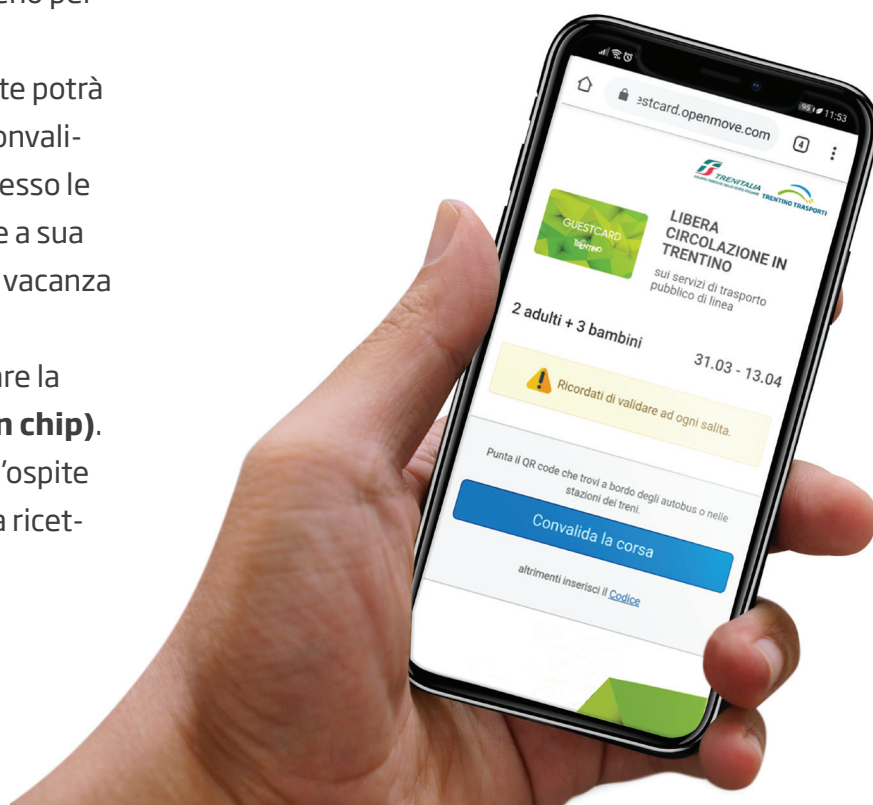 te potrà
onvali-
esso le
e a sua
vacanza
are la
n chip).
l'ospite
a ricet-
95
11:53
estcard.openmove.com
4
TRENITALIA
TRENTINO TRASPORTI
GUESTCARD
TRENTINO
LIBERA
CIRCOLAZIONE IN
TRENTINO
sui servizi di trasporto
pubblico di linea
2 adulti + 3 bambini
31.03 - 13.04
Ricordati di validare ad ogni salita.
Punta il QR code che trovi a bordo degli autobus o nelle
stazioni dei treni.
Convalida la corsa
altrimenti inserisci il Codice